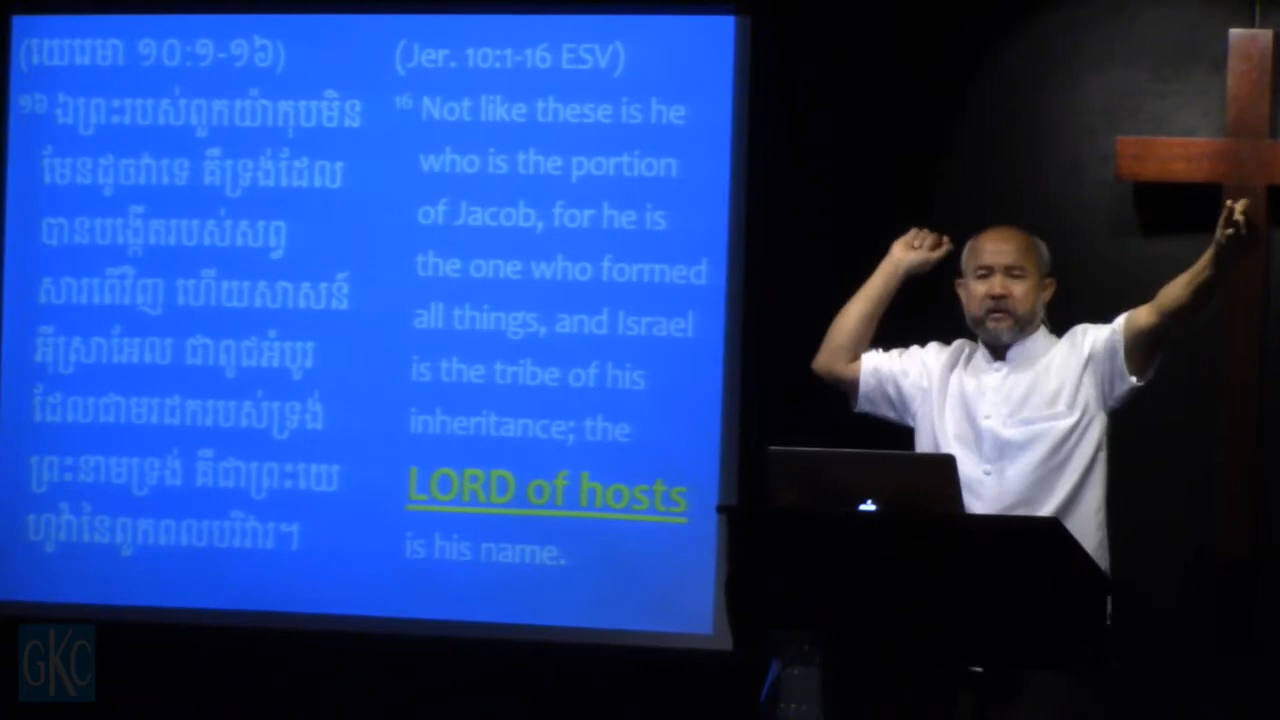 (យេរេមា ១០:១-១៦)
១៦ ឯព្រះរបស់ពួកយ៉ាកុបមិន
មែនដូចវាទេ គឺទ្រង់ដែល
បានបង្កើតរបស់សព្វ
សារពើវិញ ហើយសាសន៍
អ៊ីស្រាអែល ជាពូជអំបូរ
ដែលជាមរដករបស់ទ្រង់
ព្រះនាមទ្រង់ គឺជាព្រះយេ
ហូវ៉ានៃពួកពលបរិវារ។
(Jer. 10:1-16 ESV)
16 Not like these is he
who is the portion
of Jacob, for he is
the one who formed
all things, and Israel
is the tribe of his
inheritance; the
LORD of hosts
is his name.
GKC